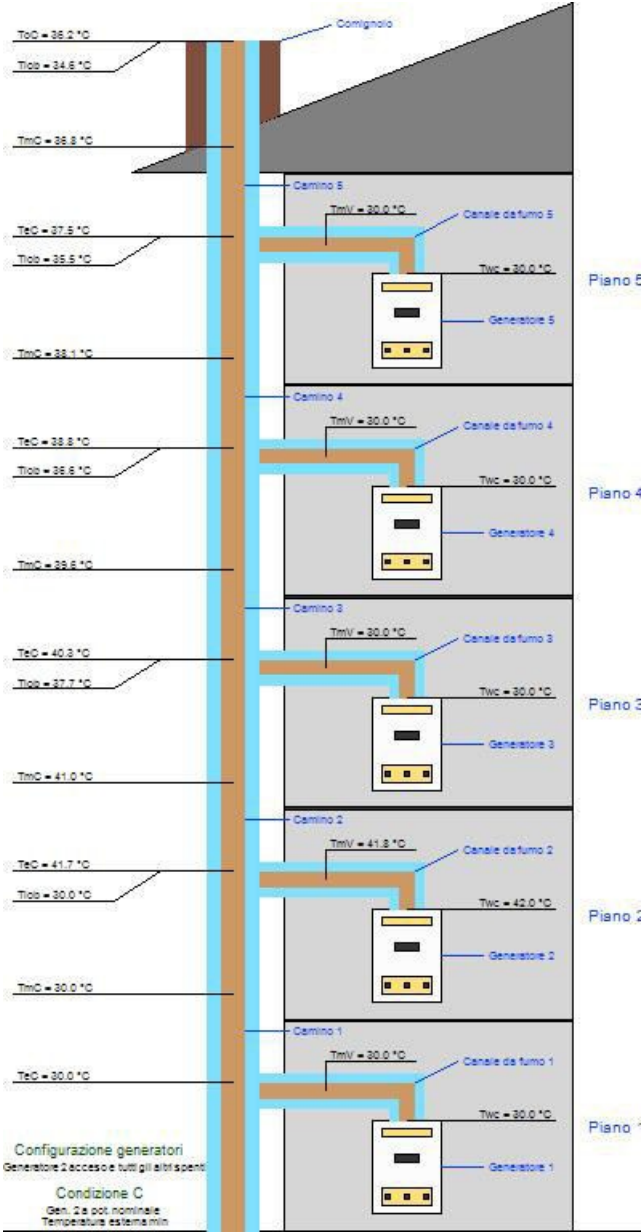 Comignolo
ToC = 35.2 °C
Tiob = 34.6 °C
TmC = 36.8 °C
Camino 5
TmV = 30.0 °C
Canale da fumo 5
TeC = 37.5 °C
Tiob = 35.5 °C
Twc = 30.0 °C
Piano 5
Generatore 5
TmC = 38.1 °C
Camino 4
TmV = 30.0 °C
Canale da fumo 4
TeC = 38.8 °C
Tiob = 36.6 °C
Twc = 30.0 °C
Piano 4
Generatore 4
TmC = 39.6 °C
Camino 3
TmV = 30.0 °C
Canale da fumo 3
TeC = 40.3 °C
Tiob = 37.7 °C
Twc = 30.0 °C
Piano 3
Generatore 3
TmC = 41.0 °C
Camino 2
TmV = 41.8 °C
Canale da fumo 2
TeC = 41.7 °C
Tiob = 30.0 °C
Twc = 42.0 °C
Piano 2
Generatore 2
TmC = 30.0 °C
Camino 1
TmV = 30.0 °C
Canale da fumo 1
TeC = 30.0 °C
Twc = 30.0 °C
Piano 1
Generatore 1
Configurazione generatori
Generatore 2 acceso e tutti gli altri spenti
Condizione C
Gen. 2 a pot. nominale
Temperatura esterna min